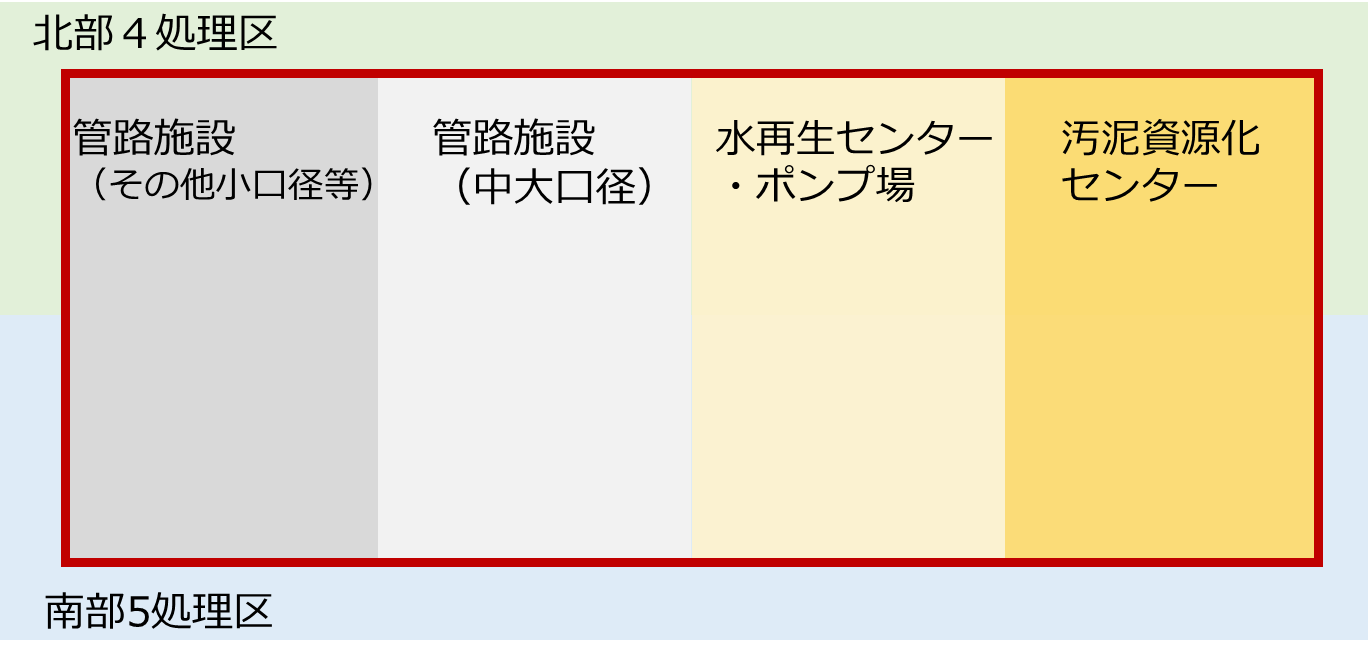 北部４処理区
管路施設
（その他小口径等）
管路施設
（中大口径）
水再生センター
・ポンプ場
汚泥資源化
センター
南部5処理区